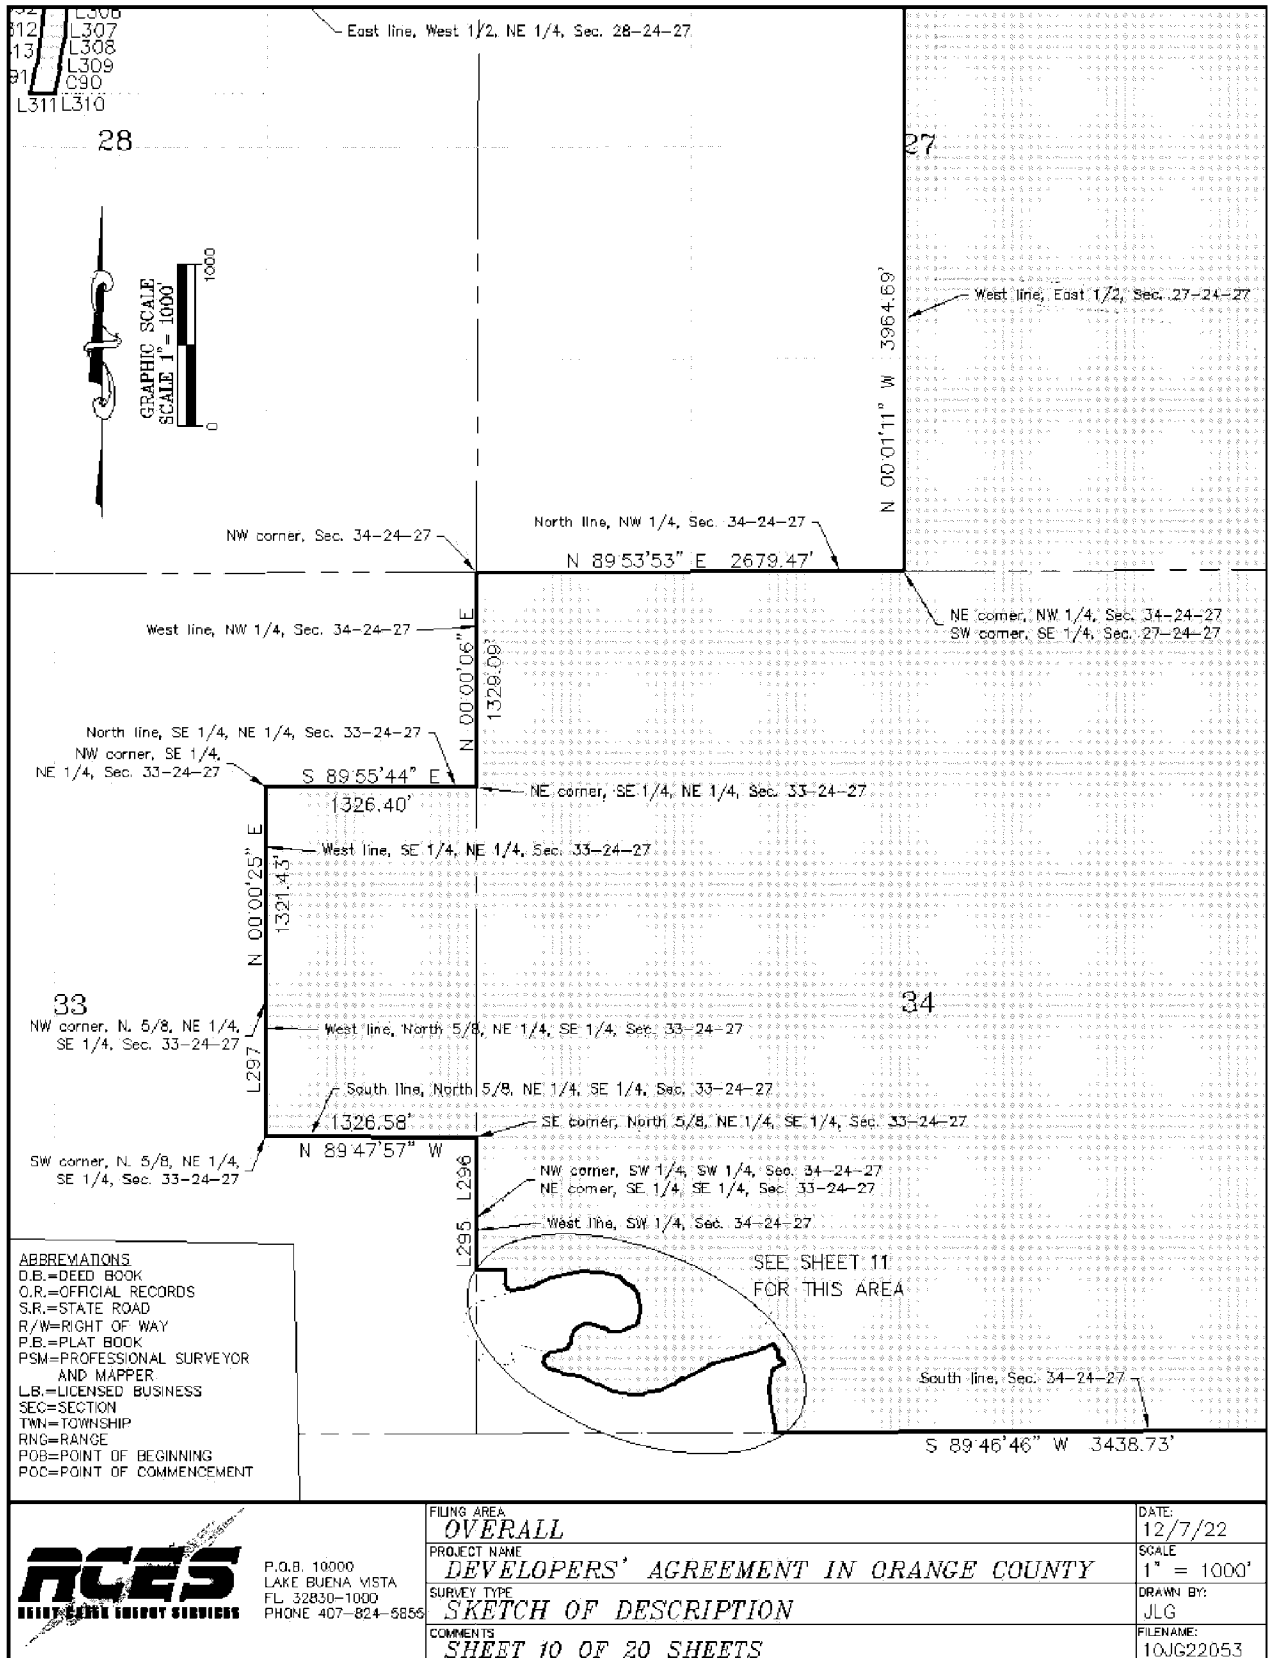 L306
312
L307
13
L308
L309
91
C90
L311 L310
East line, West 1/2, NE 1/4, Sec. 28-24-27
28
27
GRAPHIC SCALE
SCALE 1" = 1000'
0
1000
West line, East 1/2, Sec. 27-24-27
N 00°01'11" W 3964.69'
NW corner, Sec. 34-24-27
North line, NW 1/4, Sec. 34-24-27
N 89°53'53" E 2679.47'
West line, NW 1/4, Sec. 34-24-27
N 00°00'06" E
1329.09'
NE corner, NW 1/4, Sec. 34-24-27
SW corner, SE 1/4, Sec. 27-24-27
North line, SE 1/4, NE 1/4, Sec. 33-24-27
NW corner, SE 1/4,
NE 1/4, Sec. 33-24-27
S 89°55'44" E
1326.40'
NE corner, SE 1/4, NE 1/4, Sec. 33-24-27
N 00°00'25" E
1321.43'
West line, SE 1/4, NE 1/4, Sec. 33-24-27
33
34
NW corner, N. 5/8, NE 1/4,
SE 1/4, Sec. 33-24-27
West line, North 5/8, NE 1/4, SE 1/4, Sec. 33-24-27
L297
South line, North 5/8, NE 1/4, SE 1/4, Sec. 33-24-27
1326.58'
N 89°47'57" W
SE corner, North 5/8, NE 1/4, SE 1/4, Sec. 33-24-27
SW corner, N. 5/8, NE 1/4,
SE 1/4, Sec. 33-24-27
L296
NW corner, SW 1/4, SW 1/4, Sec. 34-24-27
NE corner, SE 1/4, SE 1/4, Sec. 33-24-27
L295
West line, SW 1/4, Sec. 34-24-27
SEE SHEET 11
FOR THIS AREA
South line, Sec. 34-24-27
S 89°46'46" W 3438.73'
ABBREVIATIONS
D.B.=DEED BOOK
O.R.=OFFICIAL RECORDS
S.R.=STATE ROAD
R/W=RIGHT OF WAY
P.B.=PLAT BOOK
PSM=PROFESSIONAL SURVEYOR
AND MAPPER
L.B.=LICENSED BUSINESS
SEC=SECTION
TWN=TOWNSHIP
RNG=RANGE
POB=POINT OF BEGINNING
POC=POINT OF COMMENCEMENT
RCES
REEDY CREEK ENERGY SERVICES
P.O.B. 10000
LAKE BUENA VISTA
FL 32830-1000
PHONE 407-824-6856
FILING AREA
OVERALL
PROJECT NAME
DEVELOPERS' AGREEMENT IN ORANGE COUNTY
SURVEY TYPE
SKETCH OF DESCRIPTION
COMMENTS
SHEET 10 OF 20 SHEETS
DATE:
12/7/22
SCALE
1" = 1000'
DRAWN BY:
JLG
FILENAME:
10JG22053